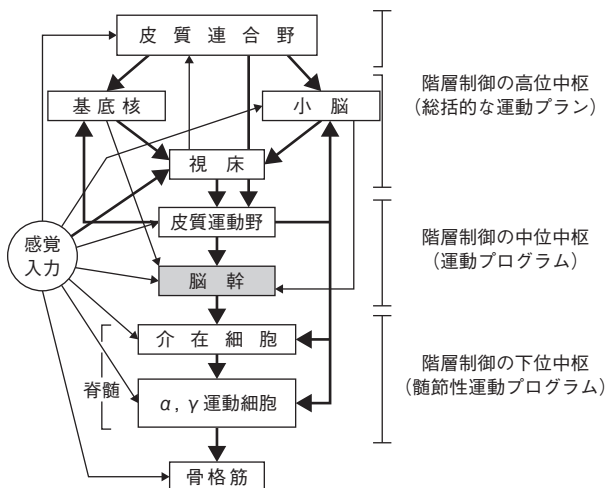 皮質連合野
階層制御の高位中枢
(総括的な運動プラン)
基底核
小脳
視床
皮質運動野
階層制御の中位中枢
(運動プログラム)
感覚
入力
脳幹
介在細胞
脊髄
階層制御の下位中枢
(髄節性運動プログラム)
α, γ 運動細胞
骨格筋